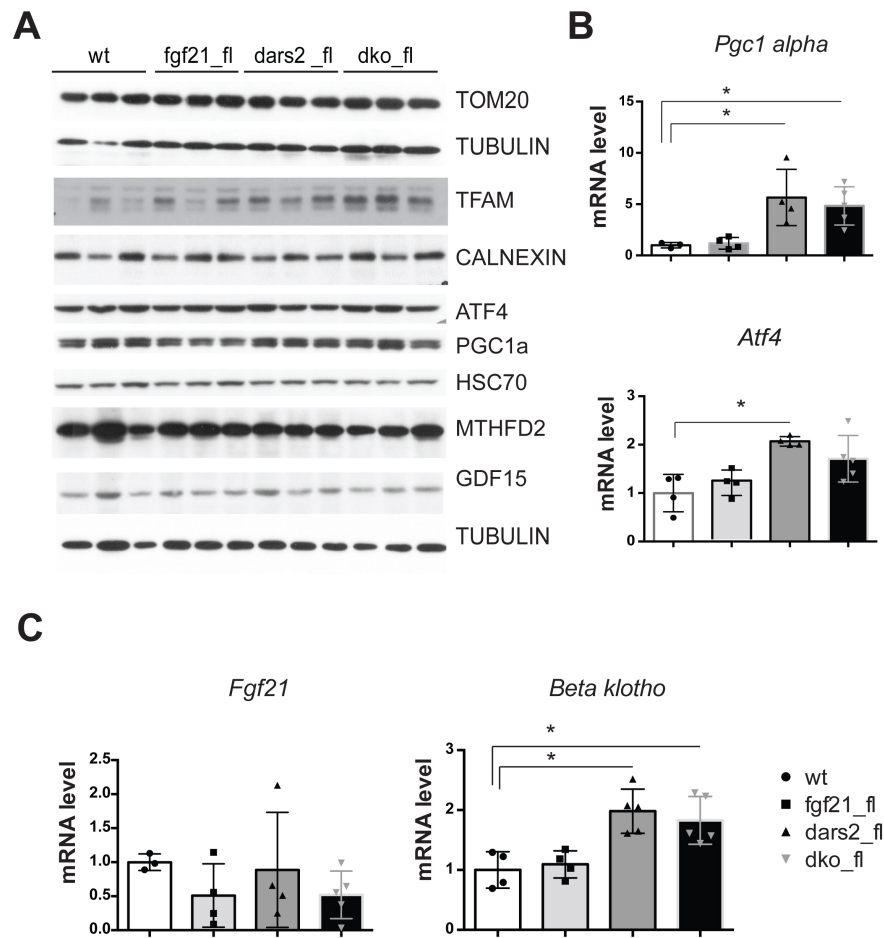 A
wt fgf21_fl dars2 _fl dko_fl
TOM20
TUBULIN
TFAM
CALNEXIN
ATF4
PGC1a
HSC70
MTHFD2
GDF15
TUBULIN
B
Pgc1 alpha
mRNA level
15
10
5
0
*
*
Atf4
mRNA level
3
2
1
0
*
C
Fgf21
mRNA level
2.5
2.0
1.5
1.0
0.5
0.0
Beta klotho
mRNA level
3
2
1
0
*
*
wt
fgf21_fl
dars2_fl
dko_fl